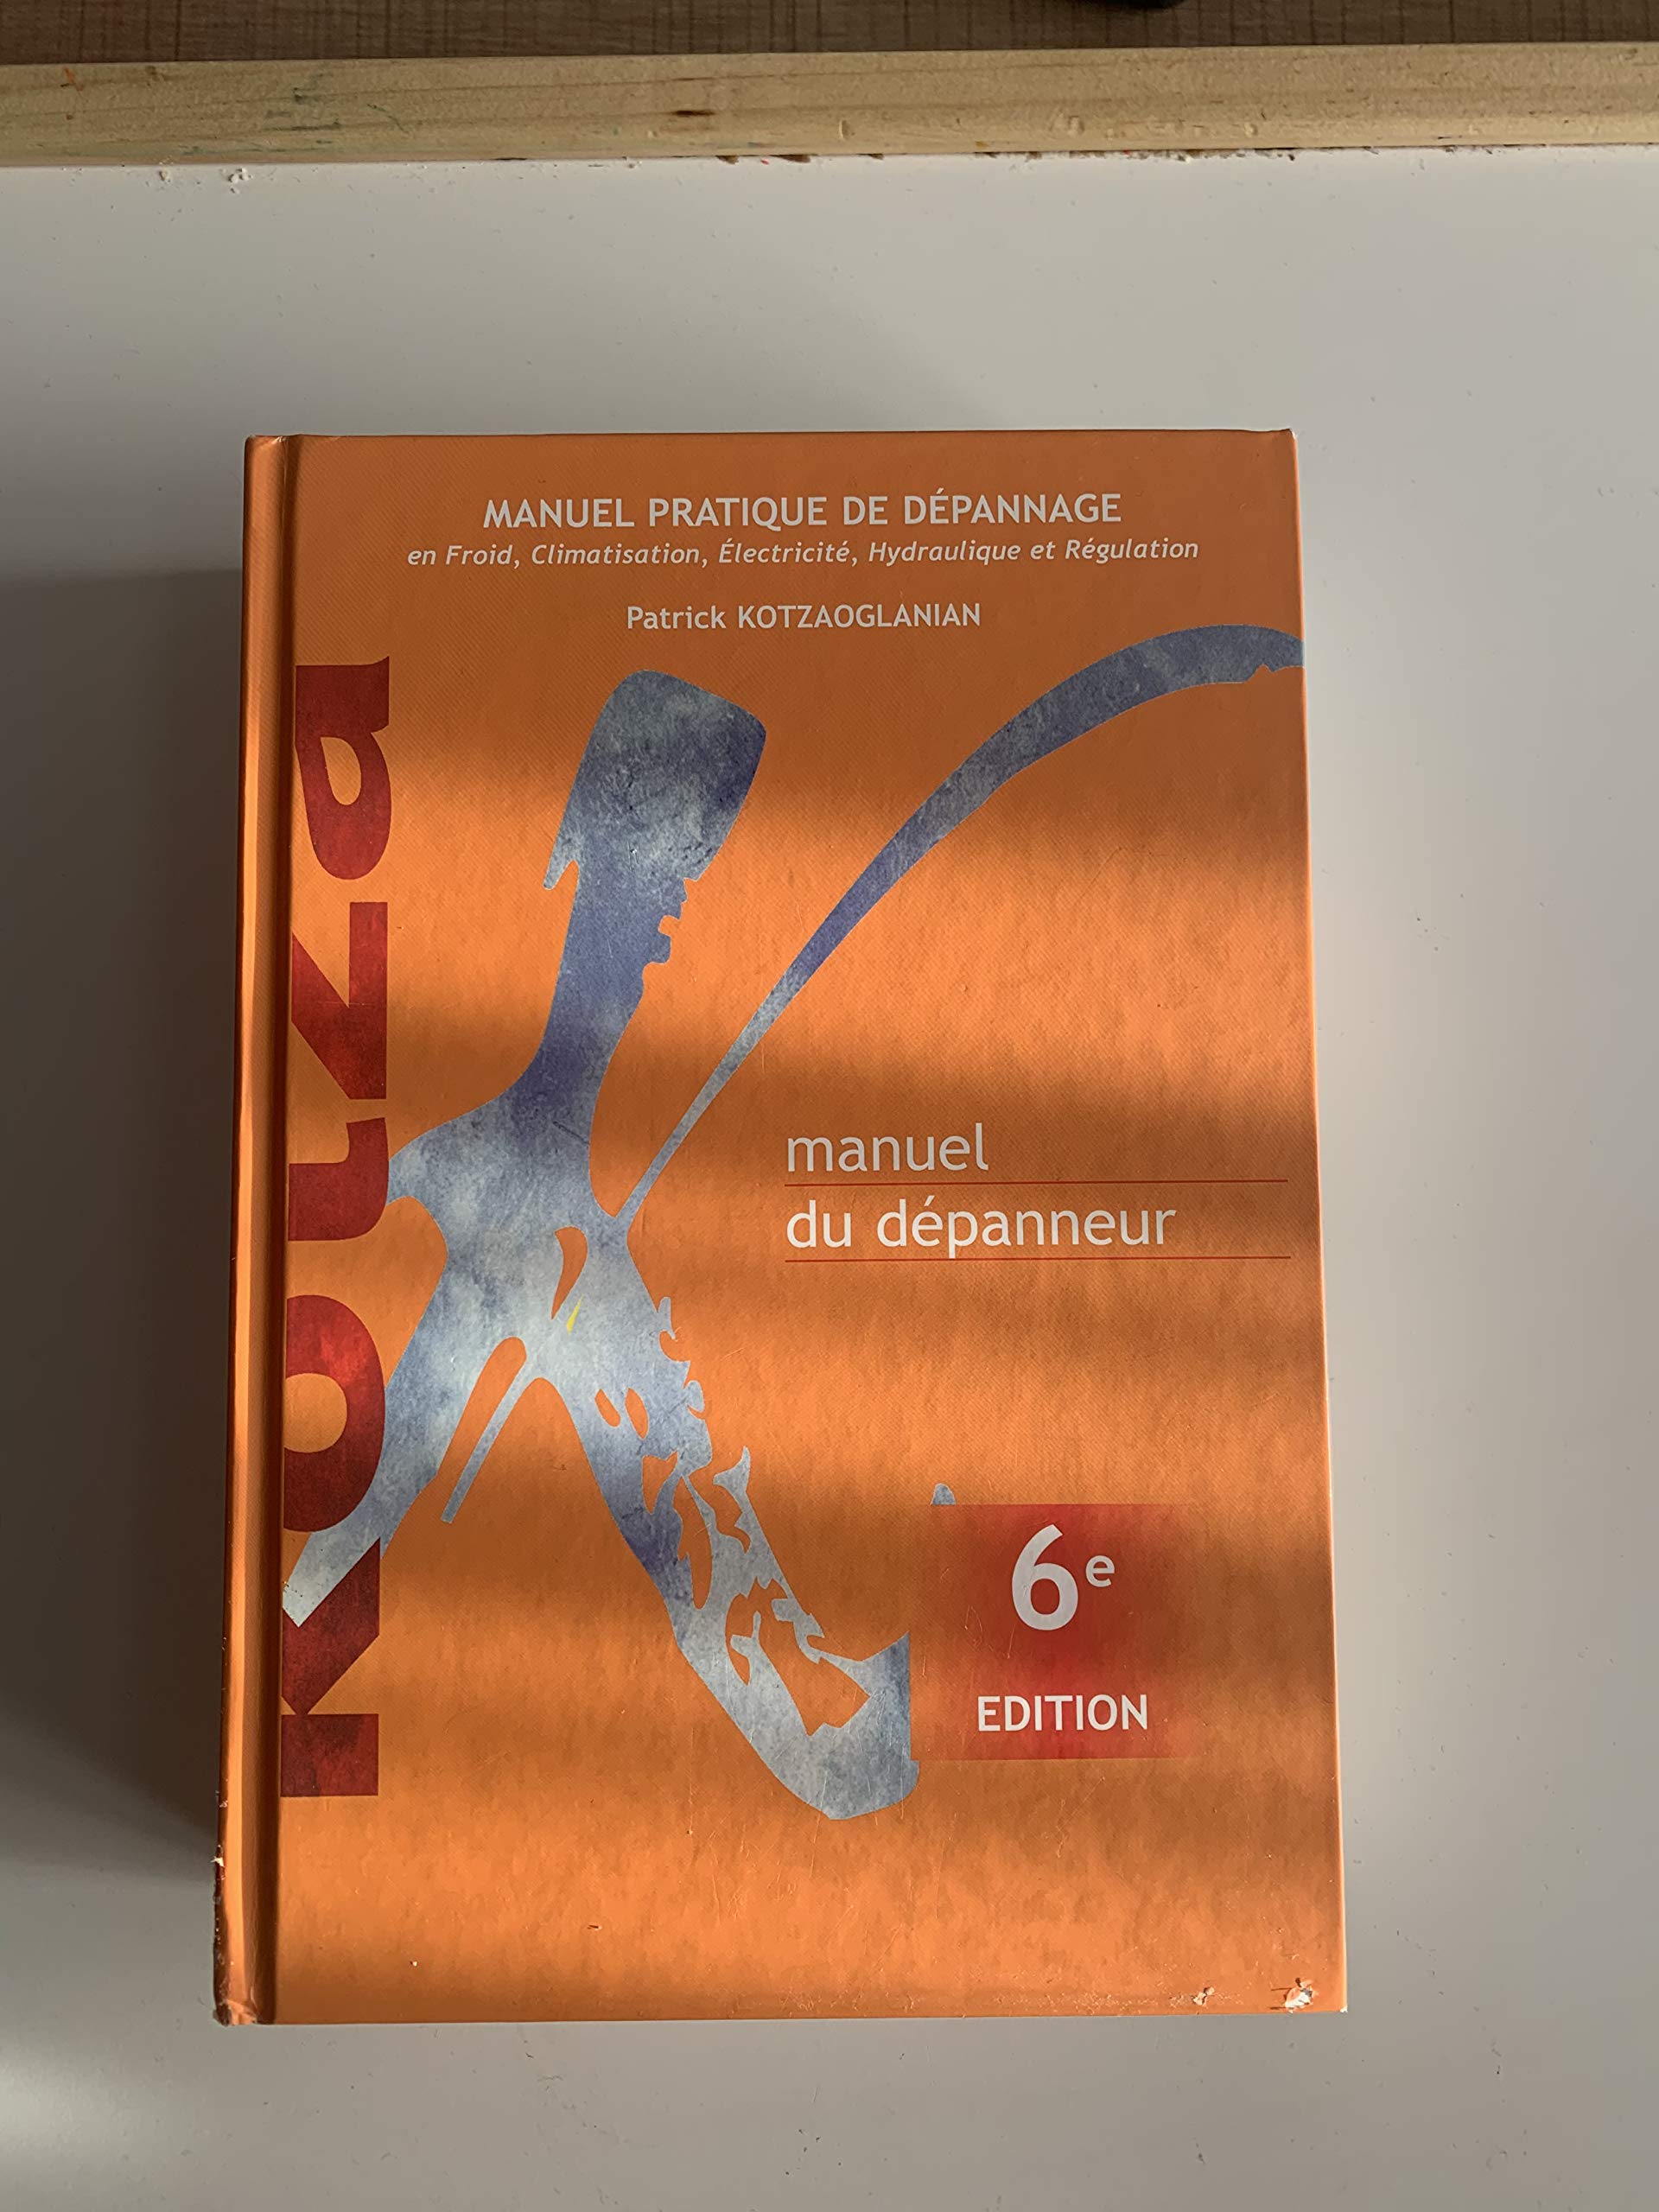 MANUEL PRATIQUE DE DÉPANNAGE
en Froid, Climatisation, Électricité, Hydraulique et Régulation
Patrick KOTZAOGLANIAN
Kotza
manuel
du dépanneur
6e
EDITION